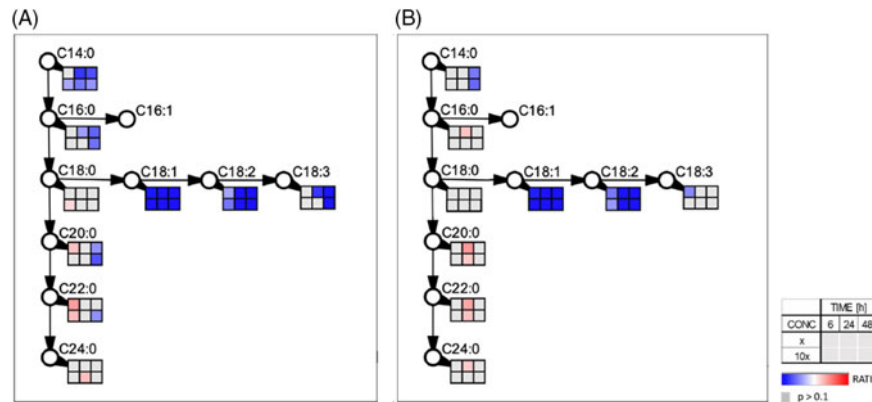 (A)
(B)
C14:0
C16:0
C16:1
C18:0
C18:1
C18:2
C18:3
C20:0
C22:0
C24:0
C14:0
C16:0
C16:1
C18:0
C18:1
C18:2
C18:3
C20:0
C22:0
C24:0
TIME [h]
CONC 6 24 48
x
10x
RATI
p > 0.1